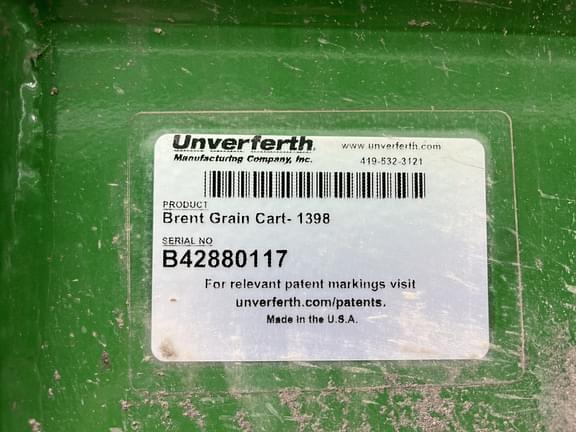 Unverferth
Manufacturing Company, Inc.
www.unverferth.com
419-532-3121
PRODUCT
Brent Grain Cart- 1398
SERIAL NO
B42880117
For relevant patent markings visit
unverferth.com/patents.
Made in the U.S.A.